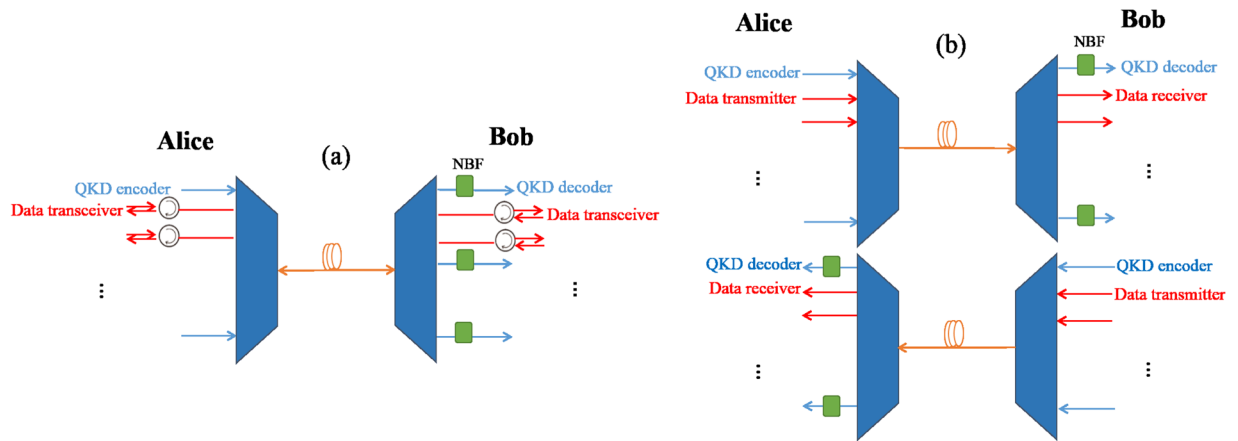 Alice
(a)
Bob
NBF
QKD encoder
QKD decoder
Data transceiver
Data transceiver
...
...
Alice
(b)
Bob
NBF
QKD encoder
QKD decoder
Data transmitter
Data receiver
...
...
QKD decoder
QKD encoder
Data receiver
Data transmitter
...
...